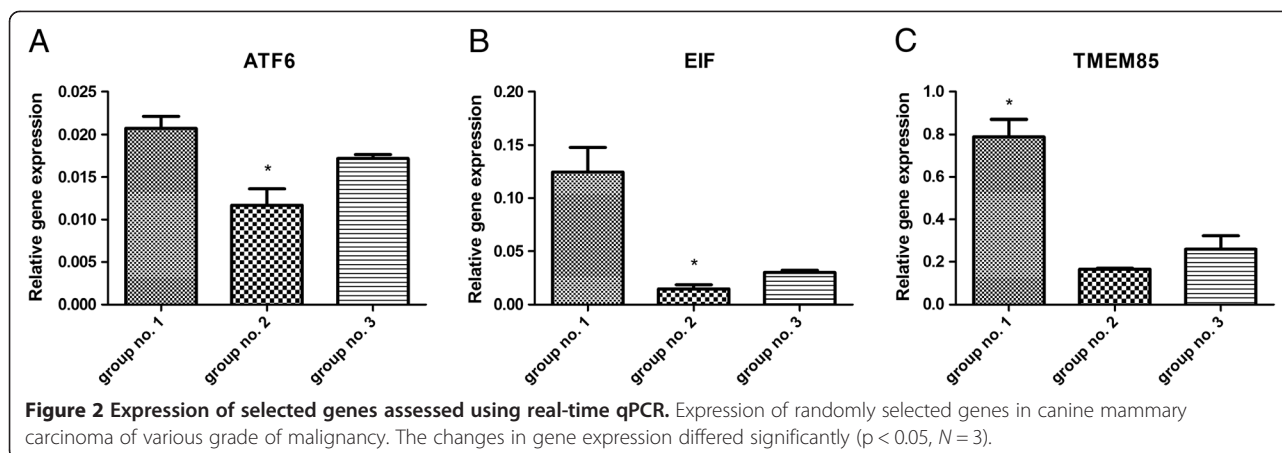 A
ATF6
Relative gene expression
0.025
0.020
0.015
0.010
0.005
0.000
*
group no. 1
group no. 2
group no. 3
B
EIF
Relative gene expression
0.20
0.15
0.10
0.05
0.00
*
group no. 1
group no. 2
group no. 3
C
TMEM85
Relative gene expression
1.0
0.8
0.6
0.4
0.2
0.0
*
group no. 1
group no. 2
group no. 3
Figure 2 Expression of selected genes assessed using real-time qPCR. Expression of randomly selected genes in canine mammary
carcinoma of various grade of malignancy. The changes in gene expression differed significantly (p < 0.05, N = 3).